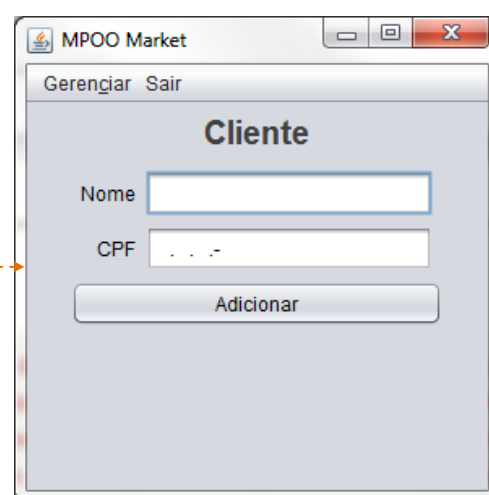 MPOO Market
Gerenciar Sair
Cliente
Nome
CPF . . .-
Adicionar